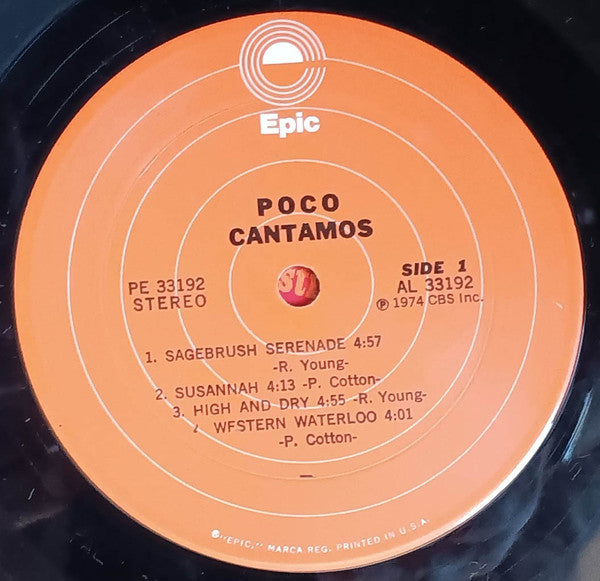 Epic
POCO
CANTAMOS
PE 33192
STEREO
SIDE 1
AL 33192
℗ 1974 CBS Inc.
1. SAGEBRUSH SERENADE 4:57
-R. Young-
2. SUSANNAH 4:13 -P. Cotton-
3. HIGH AND DRY 4:55 -R. Young-
WFSTERN WATERLOO 4:01
-P. Cotton-
"EPIC," MARCA REG. PRINTED IN U.S.A.